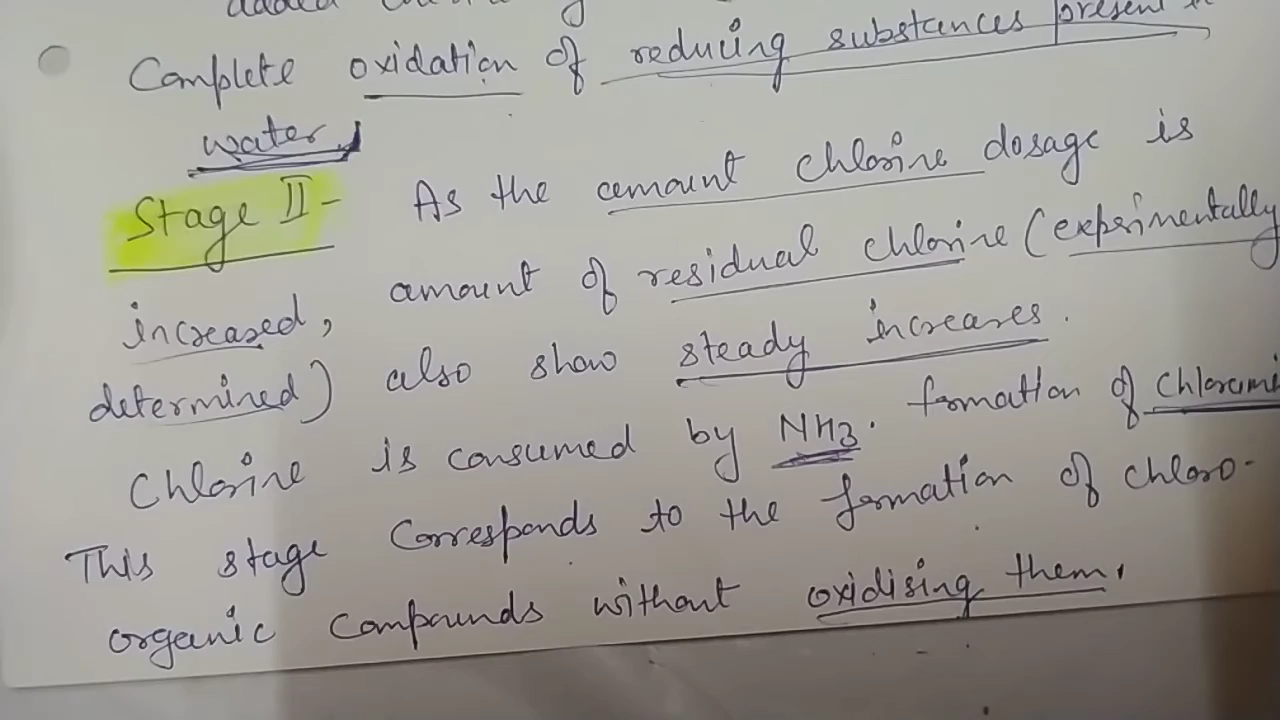 Complete oxidation of reducing substances present in
water.
Stage II - As the amount chlorine dosage is
increased, amount of residual chlorine (experimentally
determined) also show steady increases.
Chlorine is consumed by NH3. formation of Chlorami
This stage corresponds to the formation of chloro-
organic compounds without oxidising them.